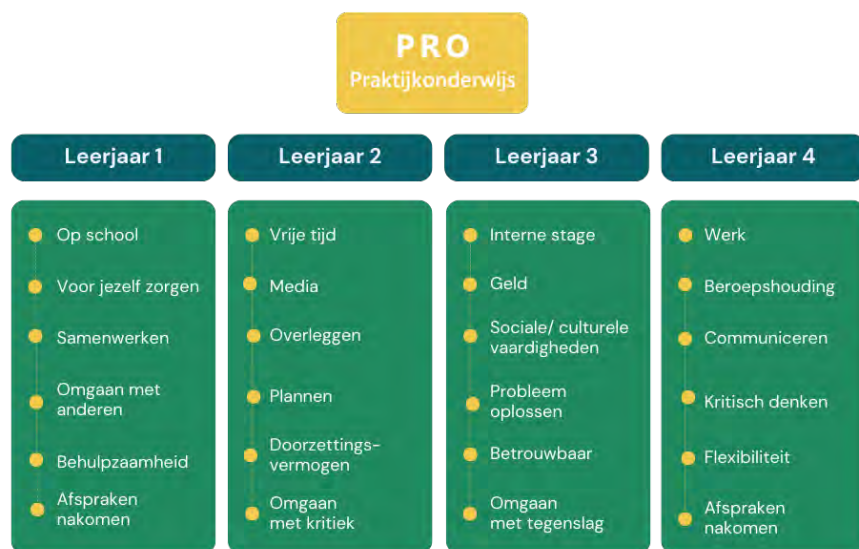 PRO
Praktijkonderwijs
Leerjaar 1
Op school
Voor jezelf zorgen
Samenwerken
Omgaan met
anderen
Behulpzaamheid
Afspraken
nakomen
Leerjaar 2
Vrije tijd
Media
Overleggen
Plannen
Doorzettings-
vermogen
Omgaan
met kritiek
Leerjaar 3
Interne stage
Geld
Sociale/ culturele
vaardigheden
Probleem
oplossen
Betrouwbaar
Omgaan
met tegenslag
Leerjaar 4
Werk
Beroepshouding
Communiceren
Kritisch denken
Flexibiliteit
Afspraken
nakomen